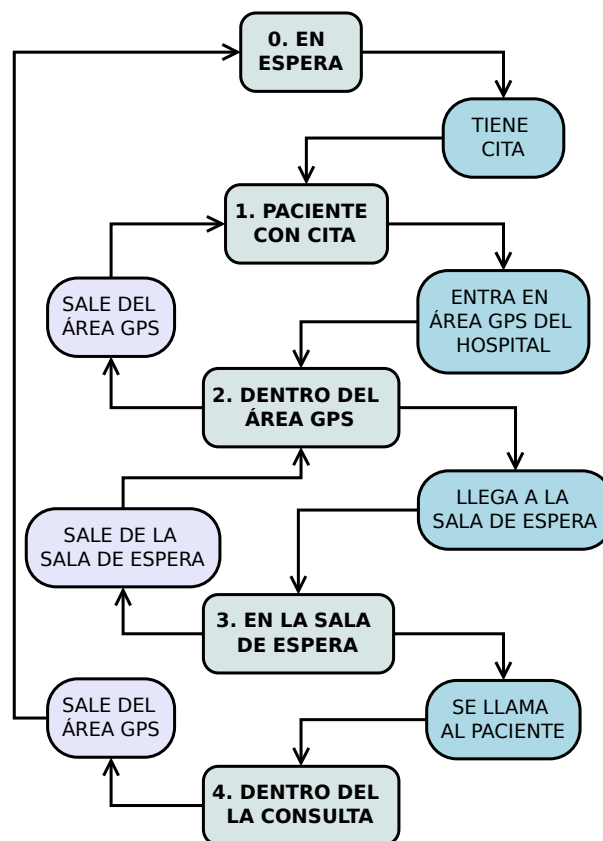 0. EN
ESPERA
TIENE
CITA
1. PACIENTE
CON CITA
SALE DEL
ÁREA GPS
ENTRA EN
ÁREA GPS DEL
HOSPITAL
2. DENTRO DEL
ÁREA GPS
LLEGA A LA
SALA DE ESPERA
SALE DE LA
SALA DE ESPERA
3. EN LA SALA
DE ESPERA
SE LLAMA
AL PACIENTE
SALE DEL
ÁREA GPS
4. DENTRO DEL
LA CONSULTA